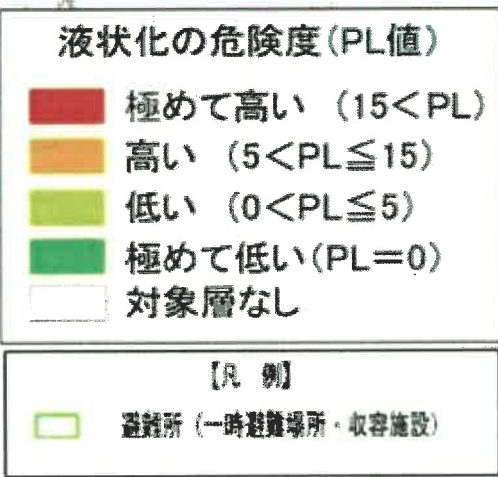 液状化の危険度(PL値)
極めて高い (15<PL)
高い (5<PL≦15)
低い (0<PL≦5)
極めて低い(PL=0)
対象層なし
【凡 例】
避難所 (一時避難場所・収容施設)